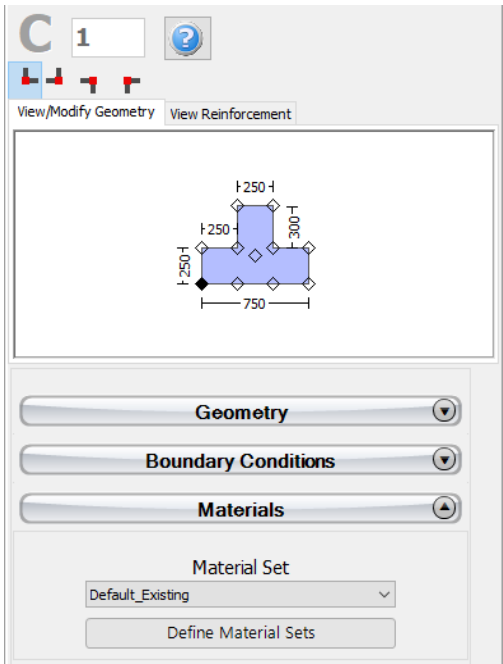 C 1
View/Modify Geometry View Reinforcement
250
250
300
250
750
Geometry
Boundary Conditions
Materials
Material Set
Default_Existing
Define Material Sets